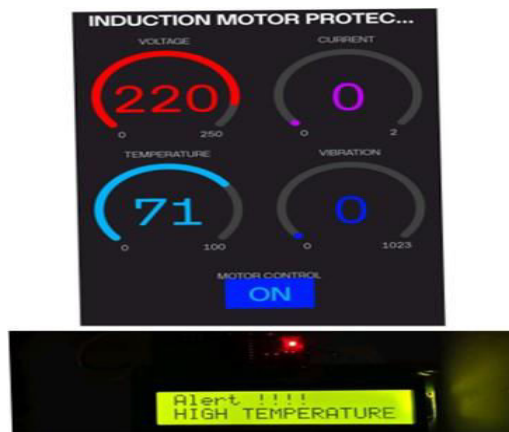 INDUCTION MOTOR PROTEC...
VOLTAGE
CURRENT
220
0
0
250
0
2
TEMPERATURE
VIBRATION
71
0
0
100
0
1023
MOTOR CONTROL
ON
Alert !!!!
HIGH TEMPERATURE